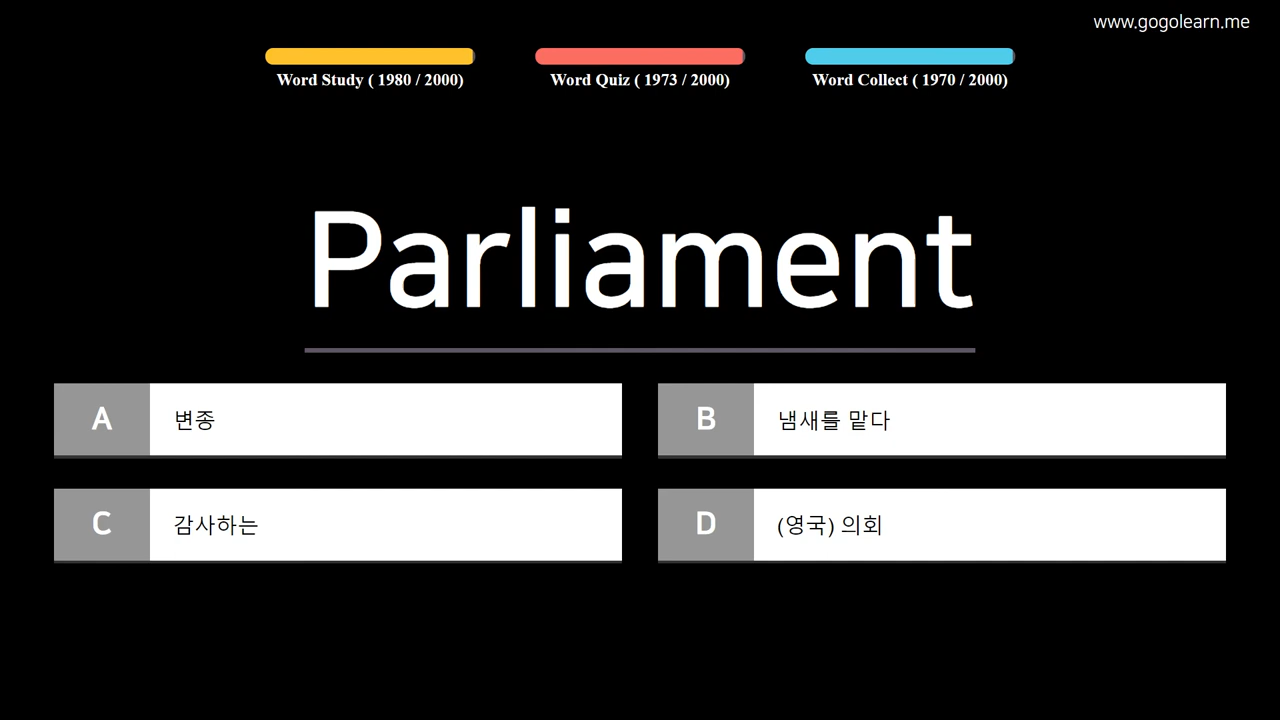 www.gogolearn.me
Word Study ( 1980 / 2000)
Word Quiz ( 1973 / 2000)
Word Collect ( 1970 / 2000)
Parliament
A 변종
B 냄새를 맡다
C 감사하는
D (영국) 의회